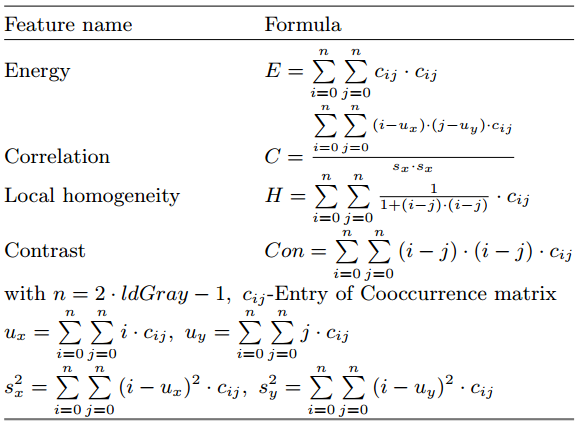 Feature name Formula
Energy $E = \sum_{i=0}^{n} \sum_{j=0}^{n} c_{ij} \cdot c_{ij}$
Correlation $C = \frac{\sum_{i=0}^{n} \sum_{j=0}^{n} (i-u_x) \cdot (j-u_y) \cdot c_{ij}}{s_x \cdot s_x}$
Local homogeneity $H = \sum_{i=0}^{n} \sum_{j=0}^{n} \frac{1}{1+(i-j) \cdot (i-j)} \cdot c_{ij}$
Contrast $Con = \sum_{i=0}^{n} \sum_{j=0}^{n} (i-j) \cdot (i-j) \cdot c_{ij}$
with $n = 2 \cdot ldGray - 1$, $c_{ij}$-Entry of Cooccurrence matrix
$u_x = \sum_{i=0}^{n} \sum_{j=0}^{n} i \cdot c_{ij}$, $u_y = \sum_{i=0}^{n} \sum_{j=0}^{n} j \cdot c_{ij}$
$s_x^2 = \sum_{i=0}^{n} \sum_{j=0}^{n} (i-u_x)^2 \cdot c_{ij}$, $s_y^2 = \sum_{i=0}^{n} \sum_{j=0}^{n} (i-u_y)^2 \cdot c_{ij}$